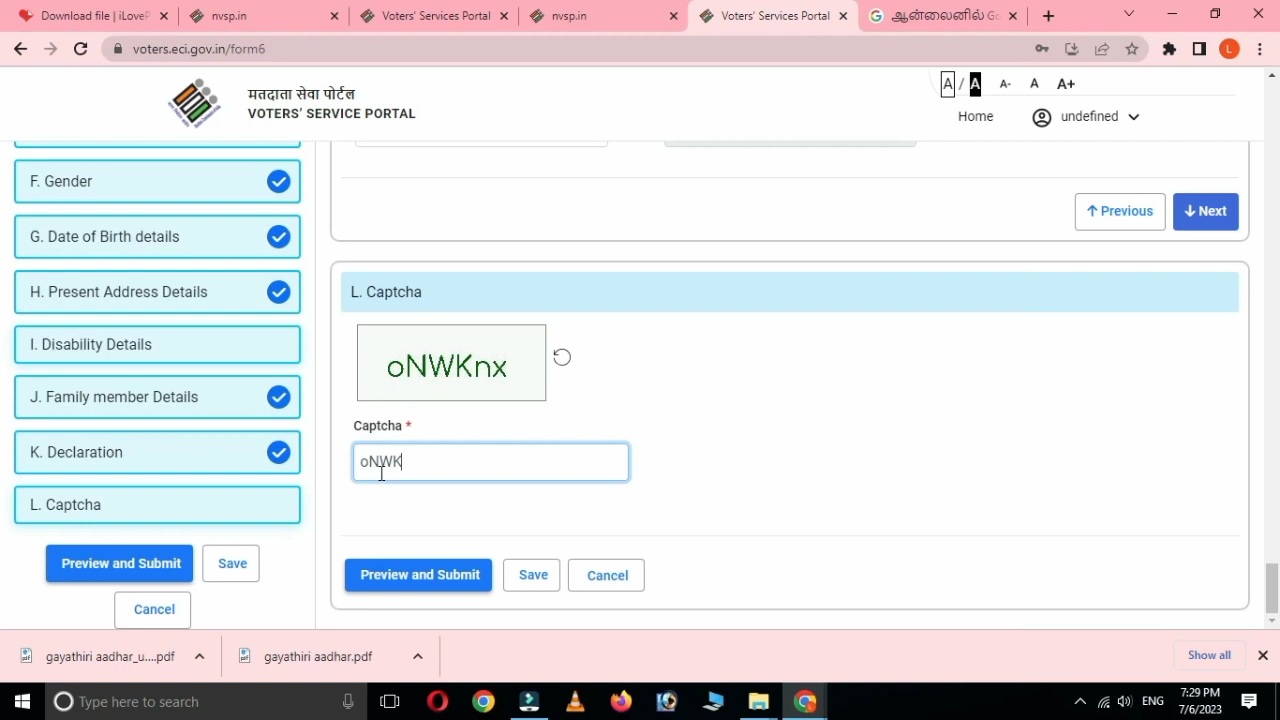 Download file | iLoveP
nvsp.in
Voters' Services Portal
nvsp.in
Voters' Services Portal
ஆன்லைனில் Go
voters.eci.gov.in/form6
L
मतदाता सेवा पोर्टल
VOTERS' SERVICE PORTAL
A / A A- A A+
Home
undefined
F. Gender
G. Date of Birth details
H. Present Address Details
I. Disability Details
J. Family member Details
K. Declaration
L. Captcha
Preview and Submit
Save
Cancel
Previous
Next
L. Captcha
oNWKnx
Captcha *
oNWK
Preview and Submit
Save
Cancel
gayathiri aadhar_u....pdf
gayathiri aadhar.pdf
Show all
Type here to search
ENG
7:29 PM
7/6/2023